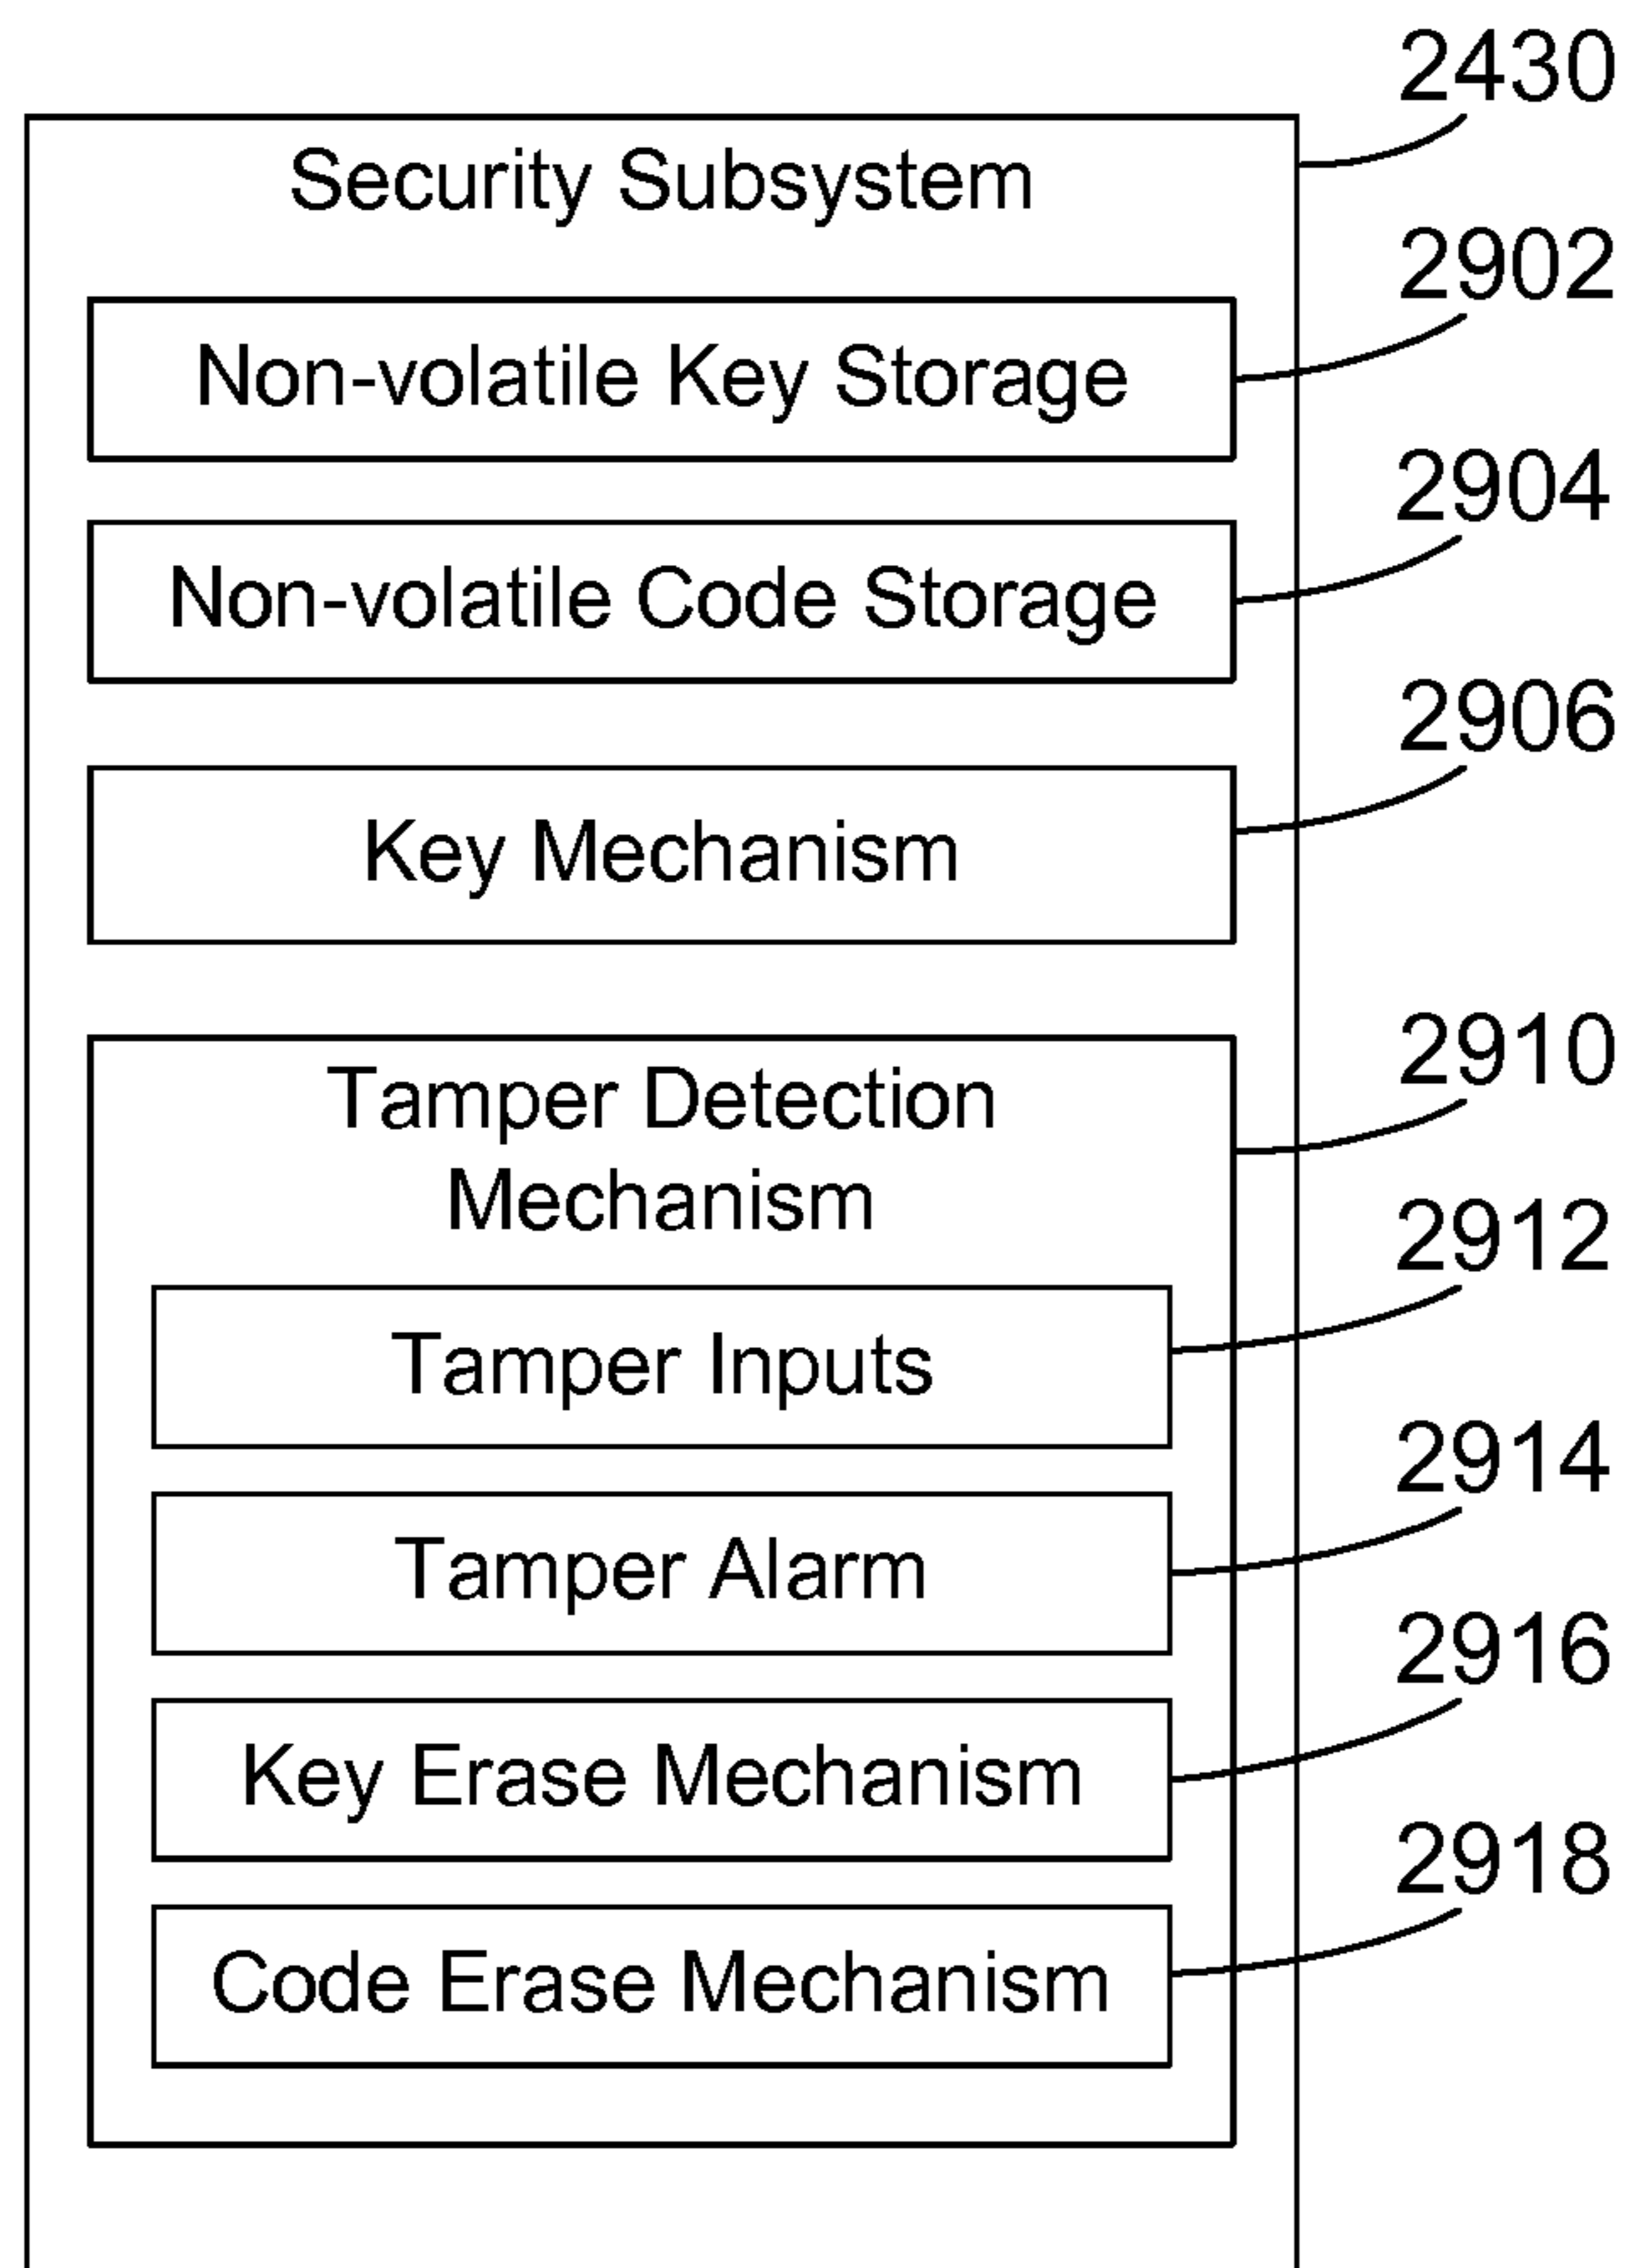 2430
Security Subsystem
2902
Non-volatile Key Storage
2904
Non-volatile Code Storage
2906
Key Mechanism
2910
Tamper Detection
Mechanism
2912
Tamper Inputs
2914
Tamper Alarm
2916
Key Erase Mechanism
2918
Code Erase Mechanism